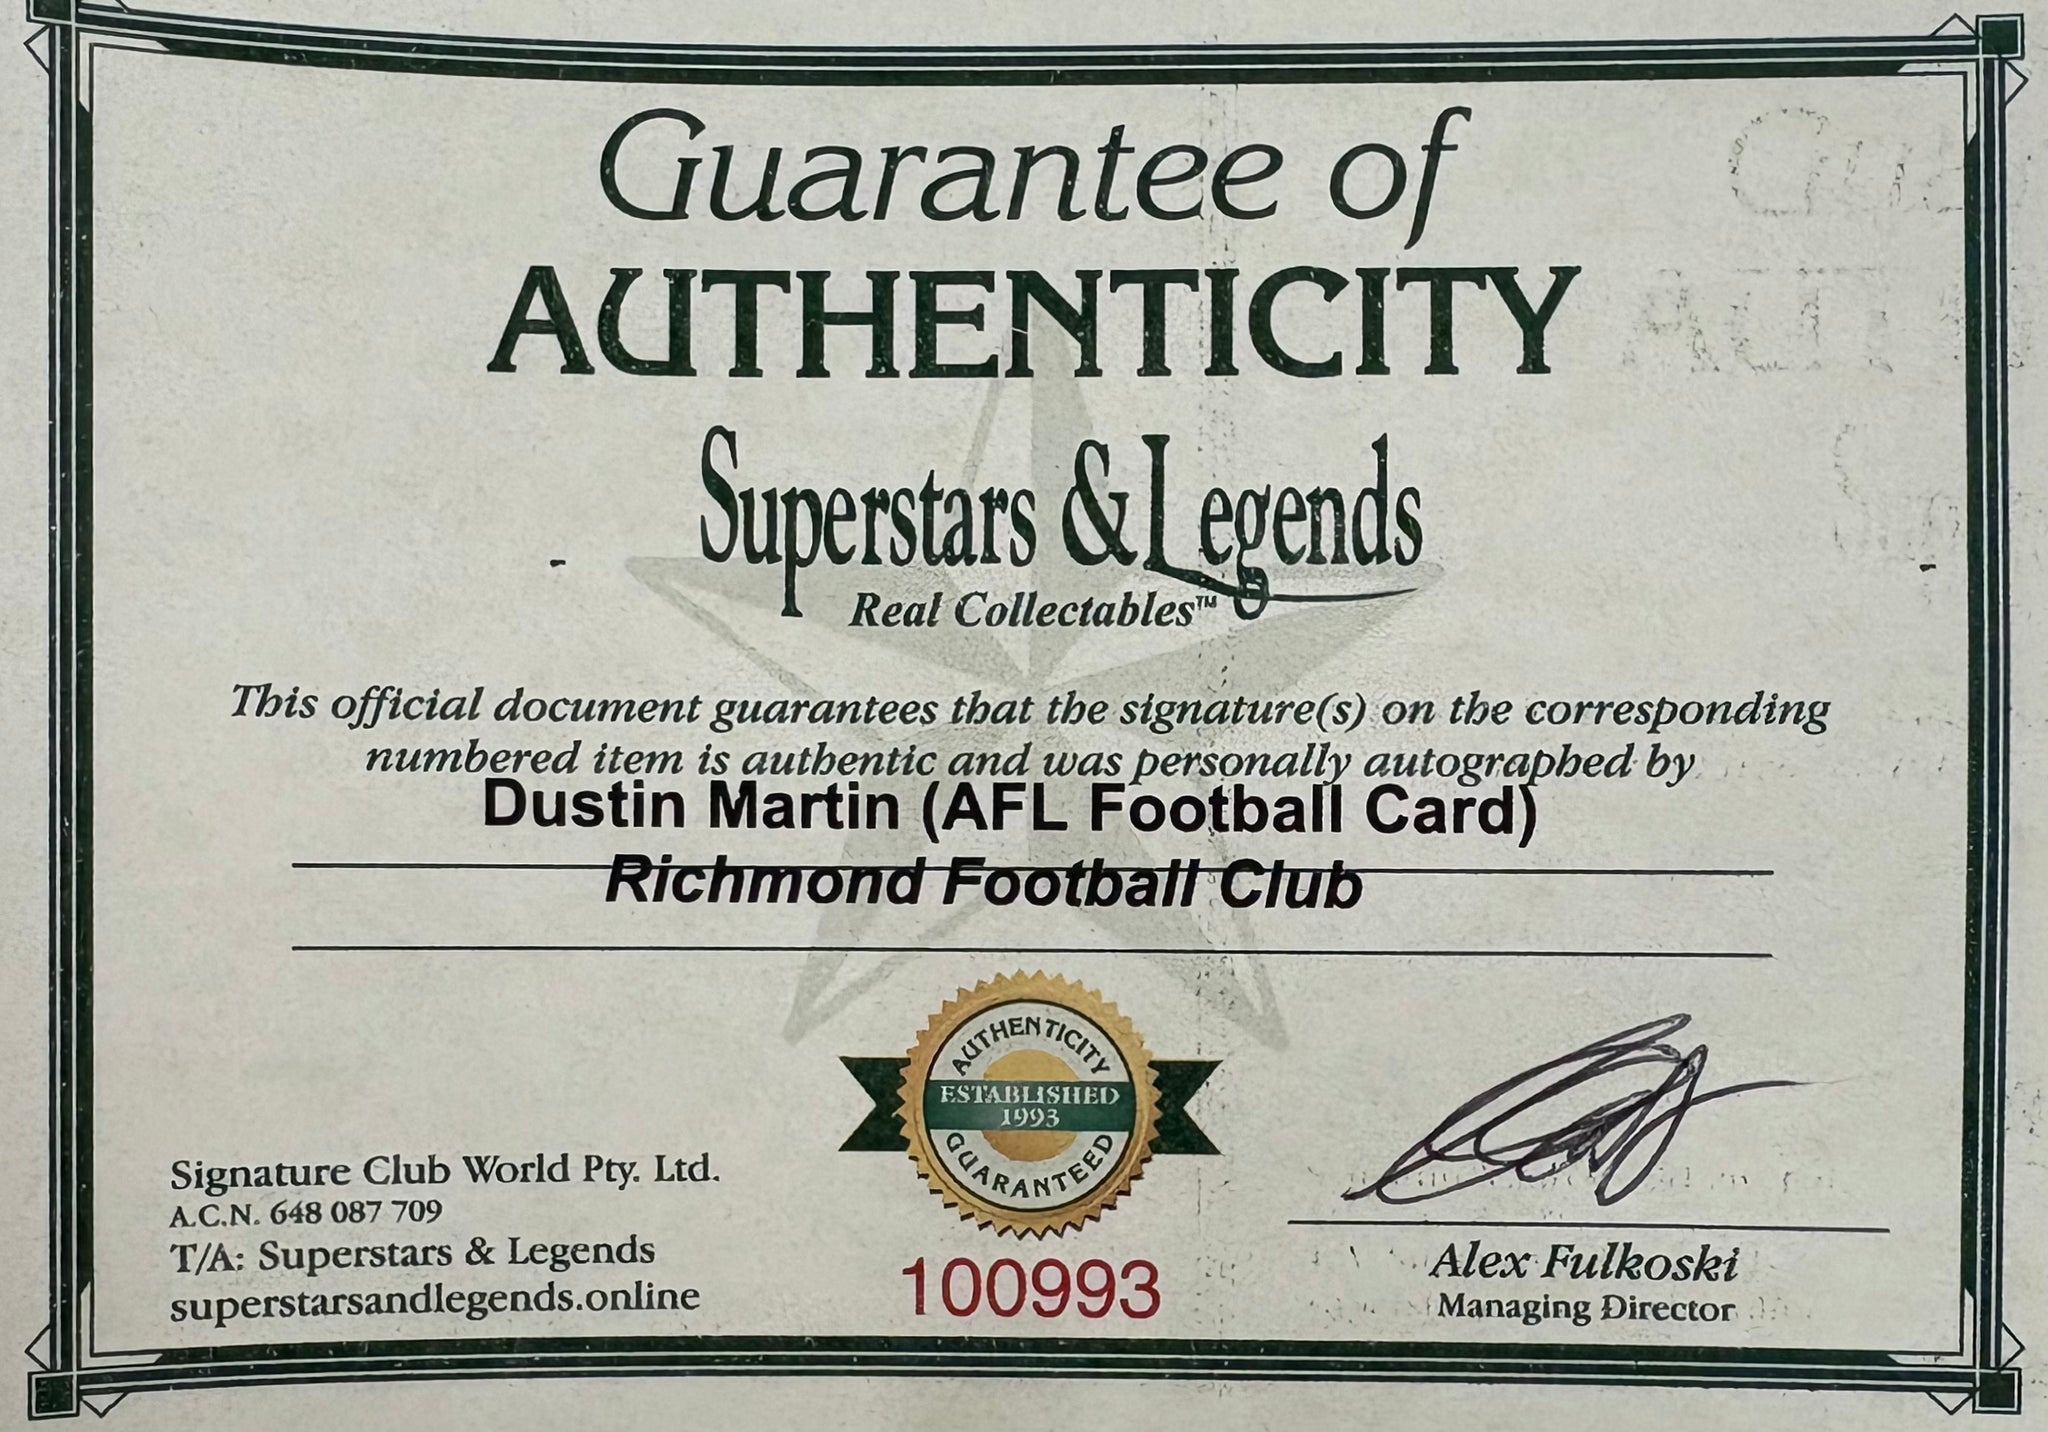 Guarantee of
AUTHENTICITY
Superstars & Legends
Real Collectables™
This official document guarantees that the signature(s) on the corresponding
numbered item is authentic and was personally autographed by
Dustin Martin (AFL Football Card)
Richmond Football Club
AUTHENTICITY
ESTABLISHED
1993
GUARANTEED
100993
Signature Club World Pty. Ltd.
A.C.N. 648 087 709
T/A: Superstars & Legends
superstarsandlegends.online
Alex Fulkoski
Managing Director